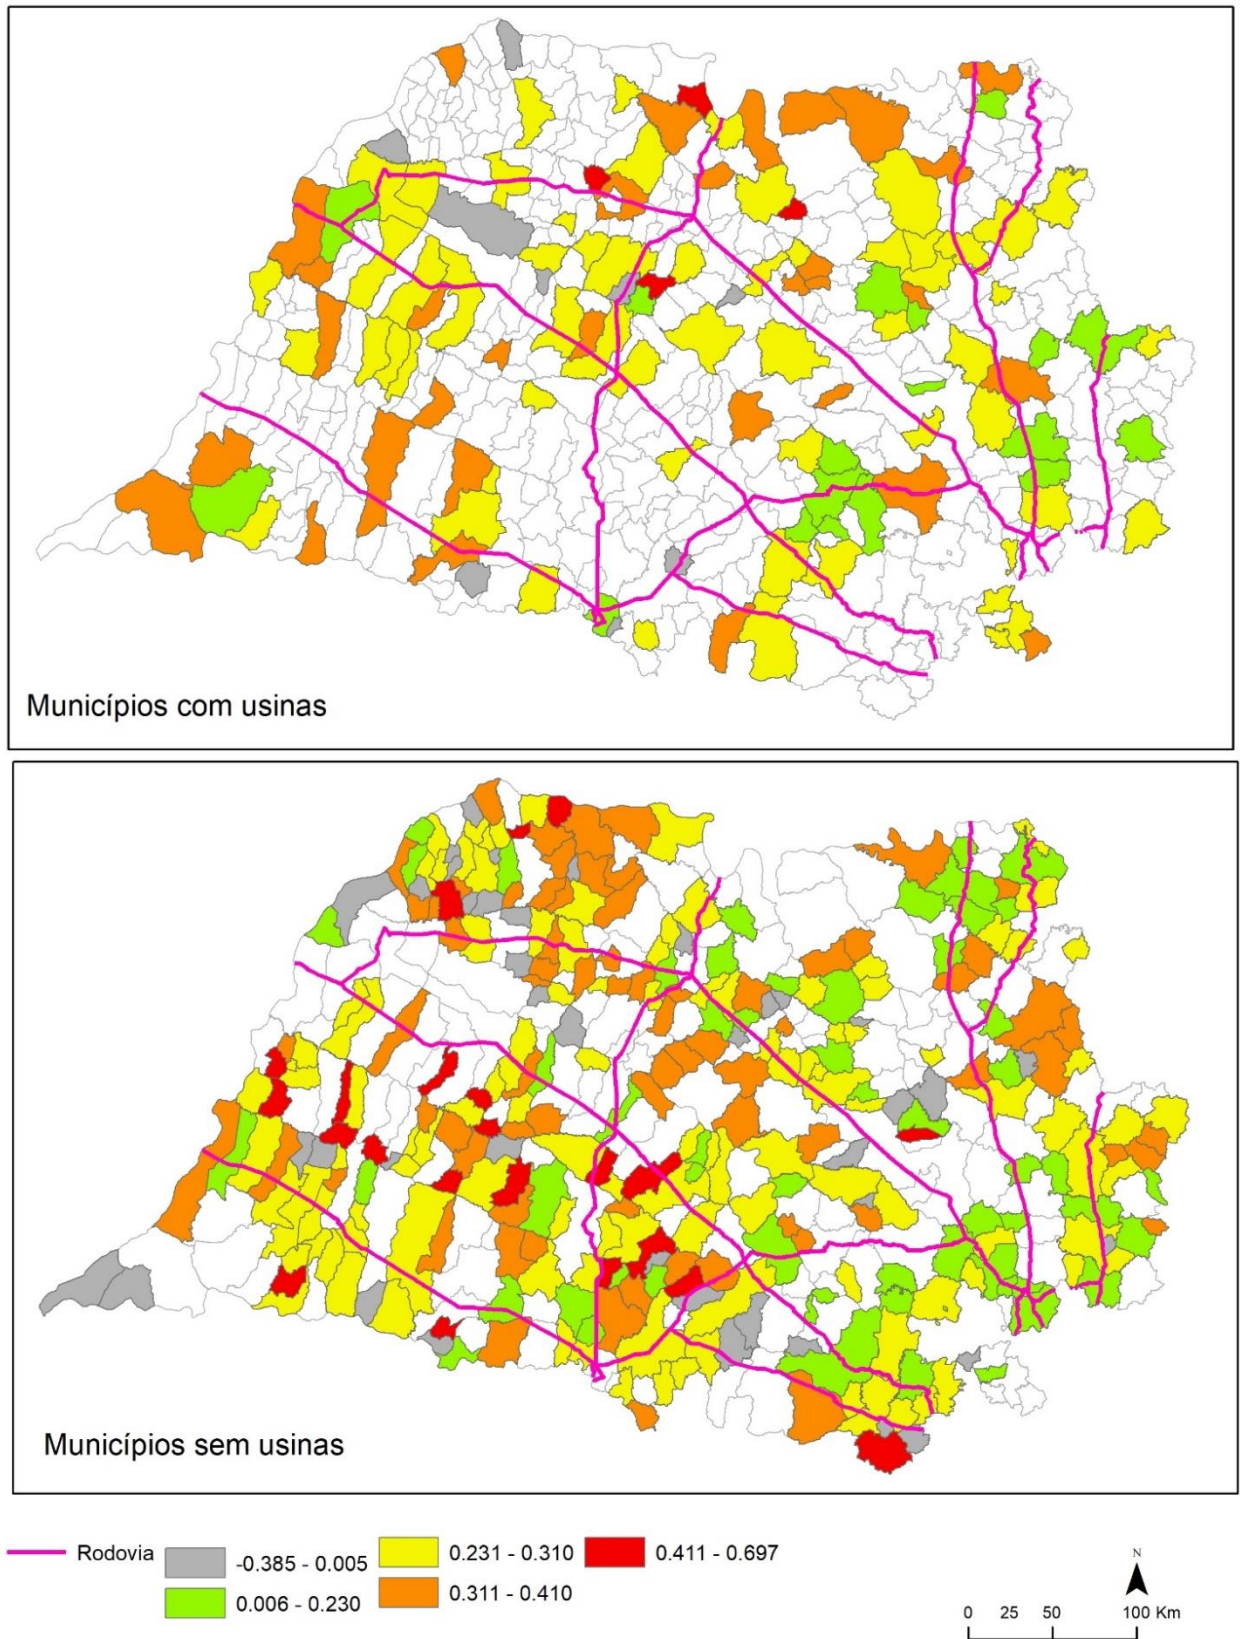 Municípios com usinas
Municípios sem usinas
Rodovia
-0.385 - 0.005
0.006 - 0.230
0.231 - 0.310
0.311 - 0.410
0.411 - 0.697
N
0 25 50 100 Km